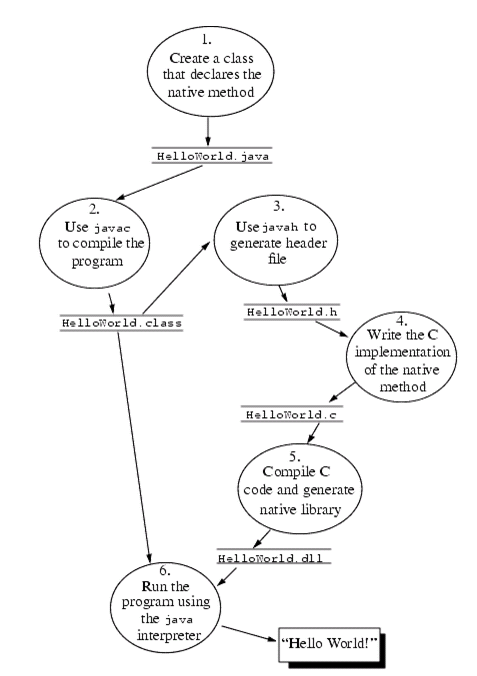 1.
Create a class
that declares the
native method
HelloWorld.java
2.
Use javac
to compile the
program
3.
Use javah to
generate header
file
HelloWorld.class
HelloWorld.h
4.
Write the C
implementation
of the native
method
HelloWorld.c
5.
Compile C
code and generate
native library
HelloWorld.dll
6.
Run the
program using
the java
interpreter
“Hello World!”